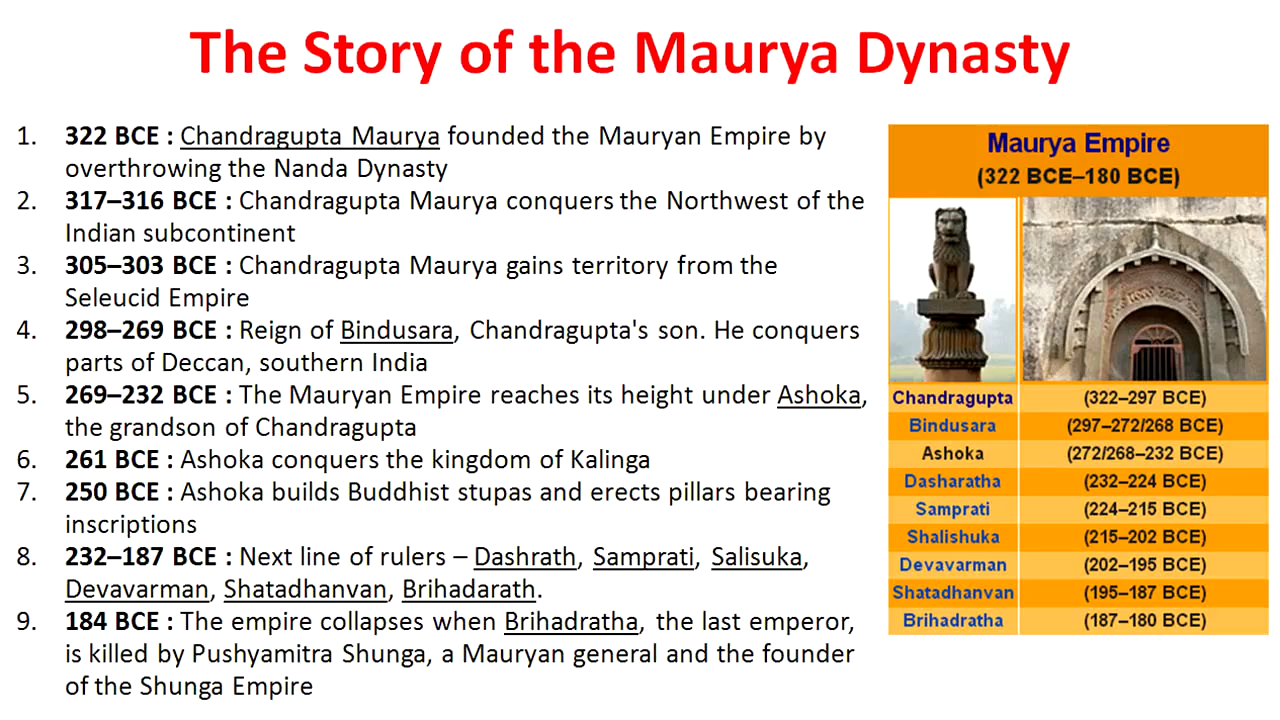 The Story of the Maurya Dynasty
1. 322 BCE : Chandragupta Maurya founded the Mauryan Empire by
overthrowing the Nanda Dynasty
2. 317–316 BCE : Chandragupta Maurya conquers the Northwest of the
Indian subcontinent
3. 305–303 BCE : Chandragupta Maurya gains territory from the
Seleucid Empire
4. 298–269 BCE : Reign of Bindusara, Chandragupta's son. He conquers
parts of Deccan, southern India
5. 269–232 BCE : The Mauryan Empire reaches its height under Ashoka,
the grandson of Chandragupta
6. 261 BCE : Ashoka conquers the kingdom of Kalinga
7. 250 BCE : Ashoka builds Buddhist stupas and erects pillars bearing
inscriptions
8. 232–187 BCE : Next line of rulers – Dashrath, Samprati, Salisuka,
Devavarman, Shatadhanvan, Brihadarath.
9. 184 BCE : The empire collapses when Brihadratha, the last emperor,
is killed by Pushyamitra Shunga, a Mauryan general and the founder
of the Shunga Empire
Maurya Empire
(322 BCE–180 BCE)
Chandragupta (322–297 BCE)
Bindusara (297–272/268 BCE)
Ashoka (272/268–232 BCE)
Dasharatha (232–224 BCE)
Samprati (224–215 BCE)
Shalishuka (215–202 BCE)
Devavarman (202–195 BCE)
Shatadhanvan (195–187 BCE)
Brihadratha (187–180 BCE)